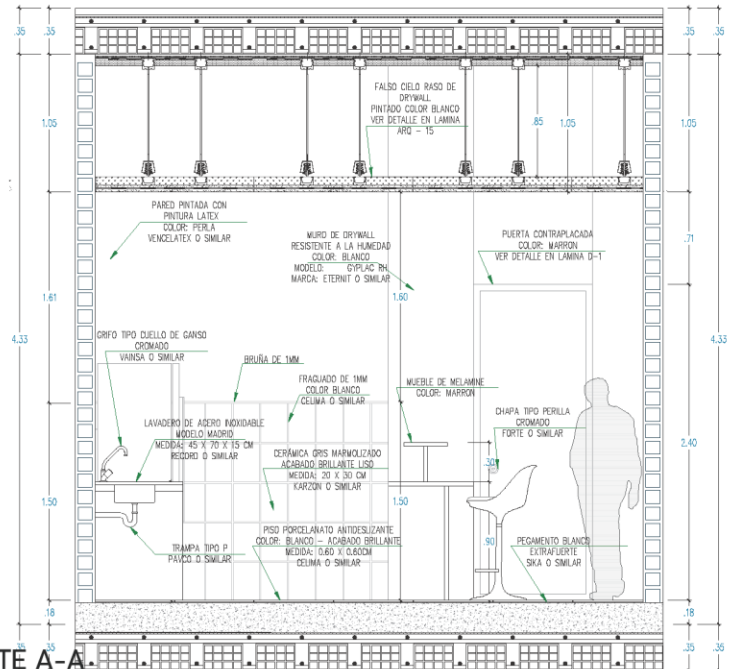 .35
.35
.35
.35
FALSO CIELO RASO DE
DRYWALL
PINTADO COLOR BLANCO
VER DETALLE EN LAMINA
ARQ - 15
1.05
.85
1.05
1.05
PARED PINTADA CON
PINTURA LATEX
COLOR: PERLA
VENCELATEX O SIMILAR
MURO DE DRYWALL
RESISTENTE A LA HUMEDAD
COLOR: BLANCO
MODELO: GYPLAC RH
MARCA: ETERNIT O SIMILAR
PUERTA CONTRAPLACADA
COLOR: MARRON
VER DETALLE EN LAMINA D-1
.71
1.61
1.60
4.33
4.33
GRIFO TIPO CUELLO DE GANSO
CROMADO
VAINSA O SIMILAR
BRUÑA DE 1MM
FRAGUADO DE 1MM
COLOR BLANCO
CELIMA O SIMILAR
MUEBLE DE MELAMINE
COLOR: MARRON
CHAPA TIPO PERILLA
CROMADO
FORTE O SIMILAR
LAVADERO DE ACERO INOXIDABLE
MODELO MADRID
MEDIDA: 45 X 70 X 15 CM
RECORD O SIMILAR
2.40
CERÁMICA GRIS MARMOLIZADO
ACABADO BRILLANTE LISO
MEDIDA: 20 X 30 CM
KARZON O SIMILAR
.30
1.50
1.50
PISO PORCELANATO ANTIDESLIZANTE
COLOR: BLANCO - ACABADO BRILLANTE
MEDIDA: 0.60 X 0.60CM
CELIMA O SIMILAR
.90
TRAMPA TIPO P
PAVCO O SIMILAR
PEGAMENTO BLANCO
EXTRAFUERTE
SIKA O SIMILAR
.18
.18
.35
.35
.35
.35
TE A-A